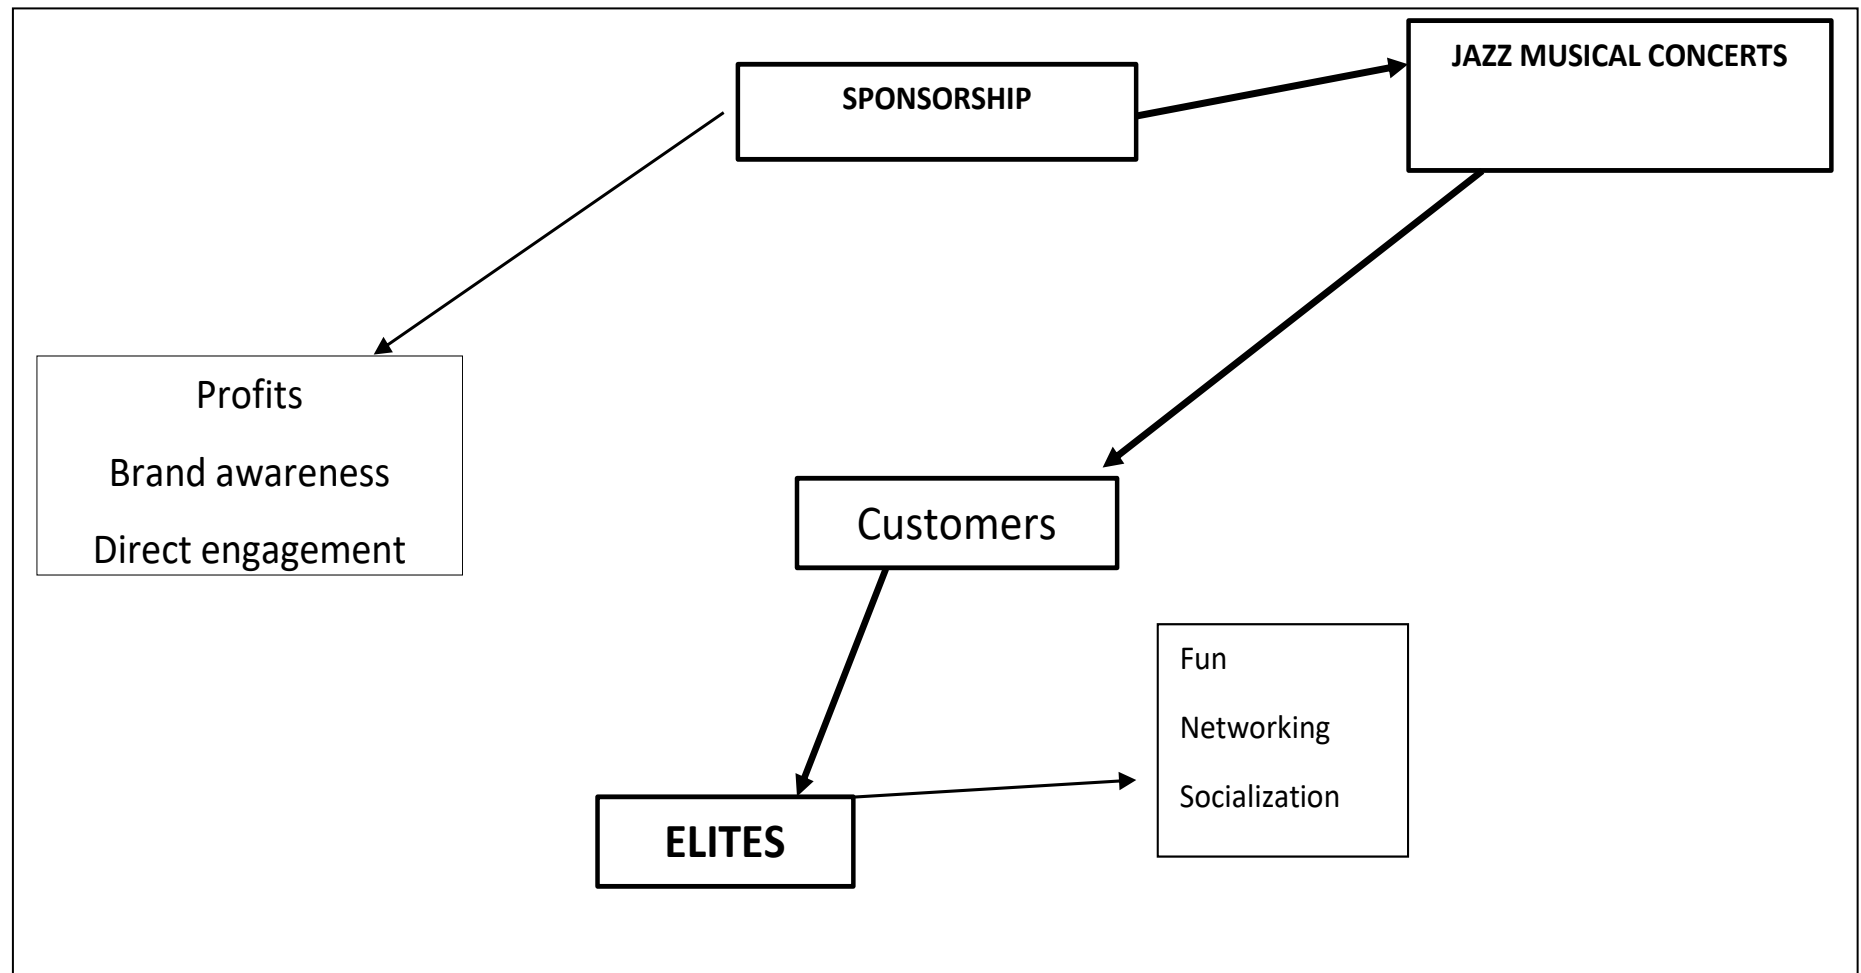 JAZZ MUSICAL CONCERTS
SPONSORSHIP
Profits
Brand awareness
Direct engagement
Customers
Fun
Networking
Socialization
ELITES